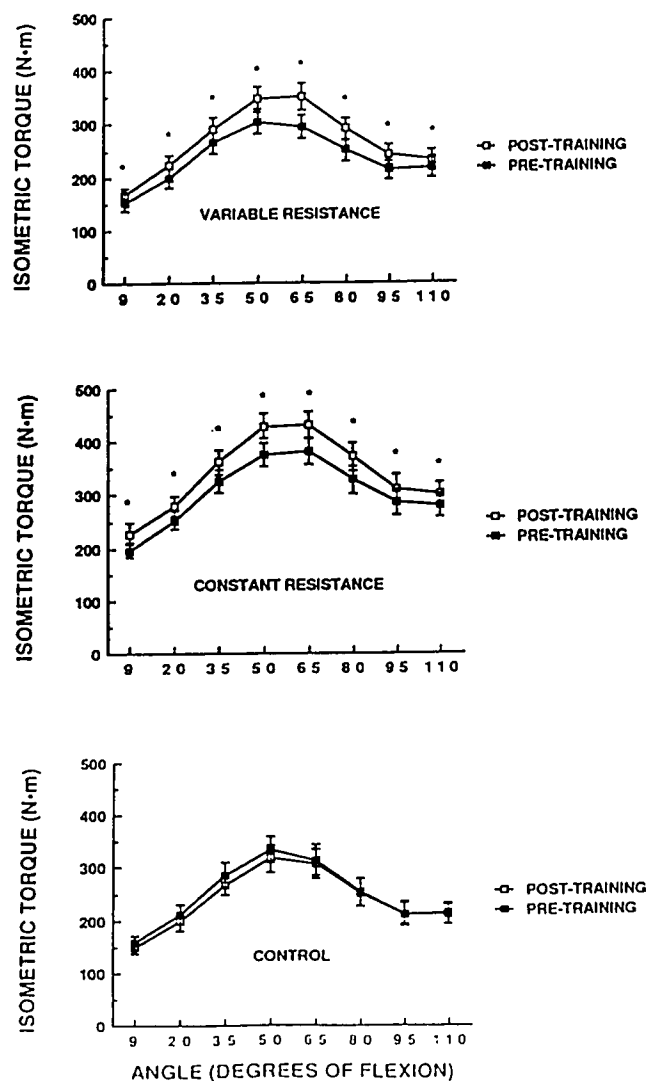 ISOMETRIC TORQUE (N·m)
500
400
300
200
100
0
9 20 35 50 65 80 95 110
VARIABLE RESISTANCE
POST-TRAINING
PRE-TRAINING
ISOMETRIC TORQUE (N·m)
500
400
300
200
100
0
9 20 35 50 65 80 95 110
CONSTANT RESISTANCE
POST-TRAINING
PRE-TRAINING
ISOMETRIC TORQUE (N·m)
500
400
300
200
100
0
9 20 35 50 65 80 95 110
CONTROL
POST-TRAINING
PRE-TRAINING
ANGLE (DEGREES OF FLEXION)